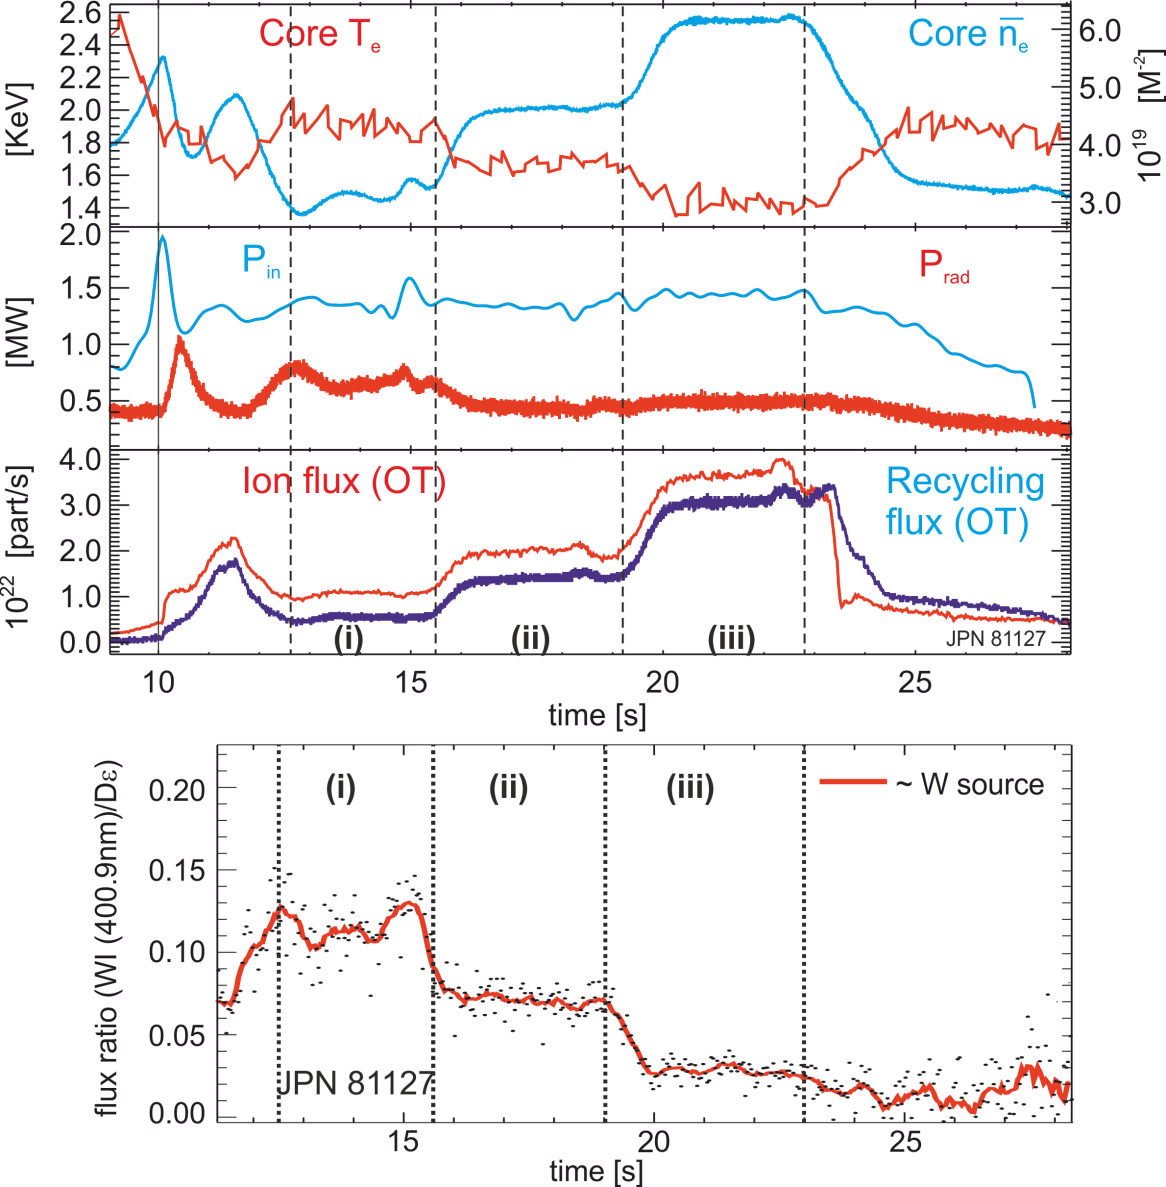 2.6
2.4
2.2
2.0
1.8
1.6
1.4
[KeV]
Core Te
Core n̅e
6.0
5.0
4.0
3.0
10¹⁹ [M⁻²]
2.0
1.5
1.0
0.5
[MW]
Pin
Prad
4.0
3.0
2.0
1.0
0.0
10²² [part/s]
Ion flux (OT)
Recycling
flux (OT)
(i) (ii) (iii)
JPN 81127
10 15 20 25
time [s]
0.20
0.15
0.10
0.05
0.00
flux ratio (WI (400.9nm)/Dε)
(i) (ii) (iii)
~ W source
JPN 81127
15 20 25
time [s]